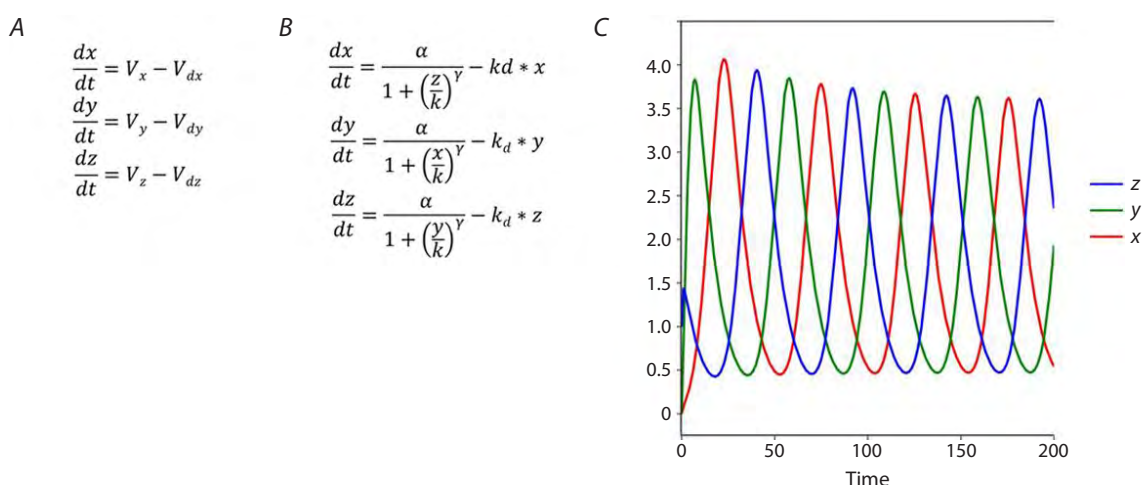 A
dx/dt = Vₓ − V_dx
dy/dt = V_y − V_dy
dz/dt = V_z − V_dz
B
dx/dt = α/(1 + (z/k)^γ) − kd * x
dy/dt = α/(1 + (x/k)^γ) − k_d * y
dz/dt = α/(1 + (y/k)^γ) − k_d * z
C
4.0
3.5
3.0
2.5
2.0
1.5
1.0
0.5
0
0 50 100 150 200
Time
z
y
x